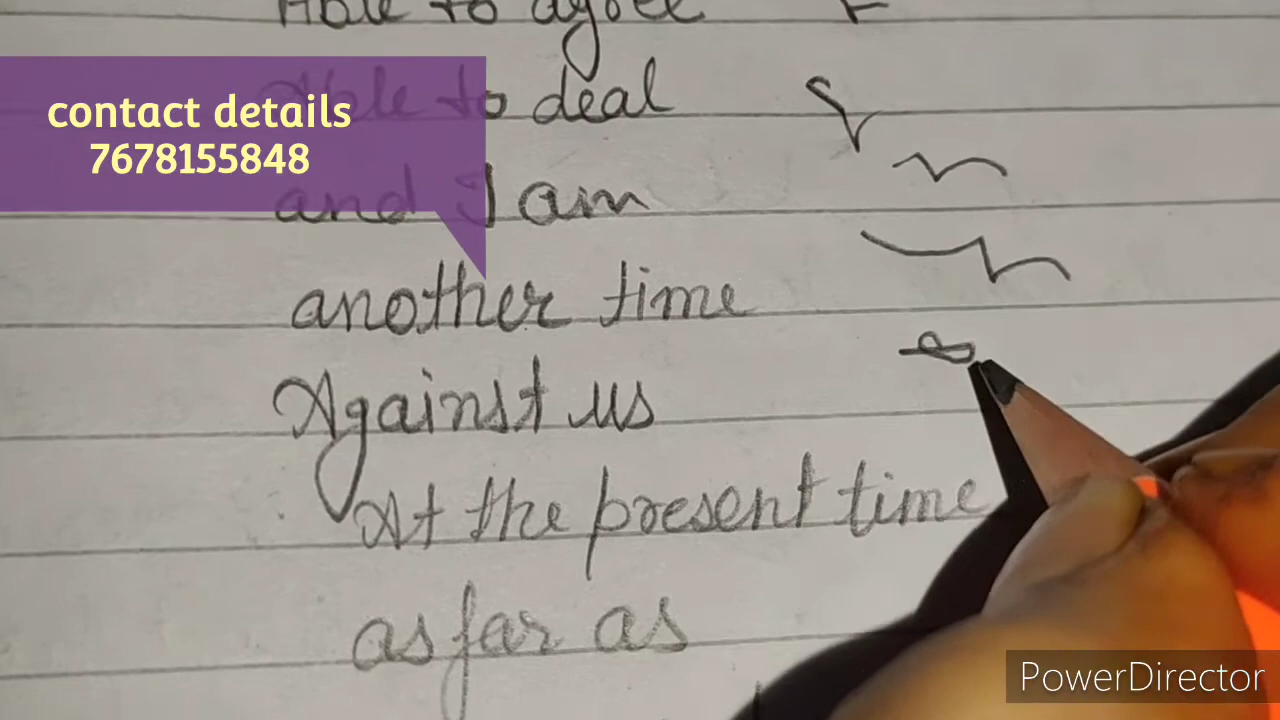 Able to agree
contact details
7678155848
Able to deal
and I am
another time
Against us
At the present time
as far as
PowerDirector